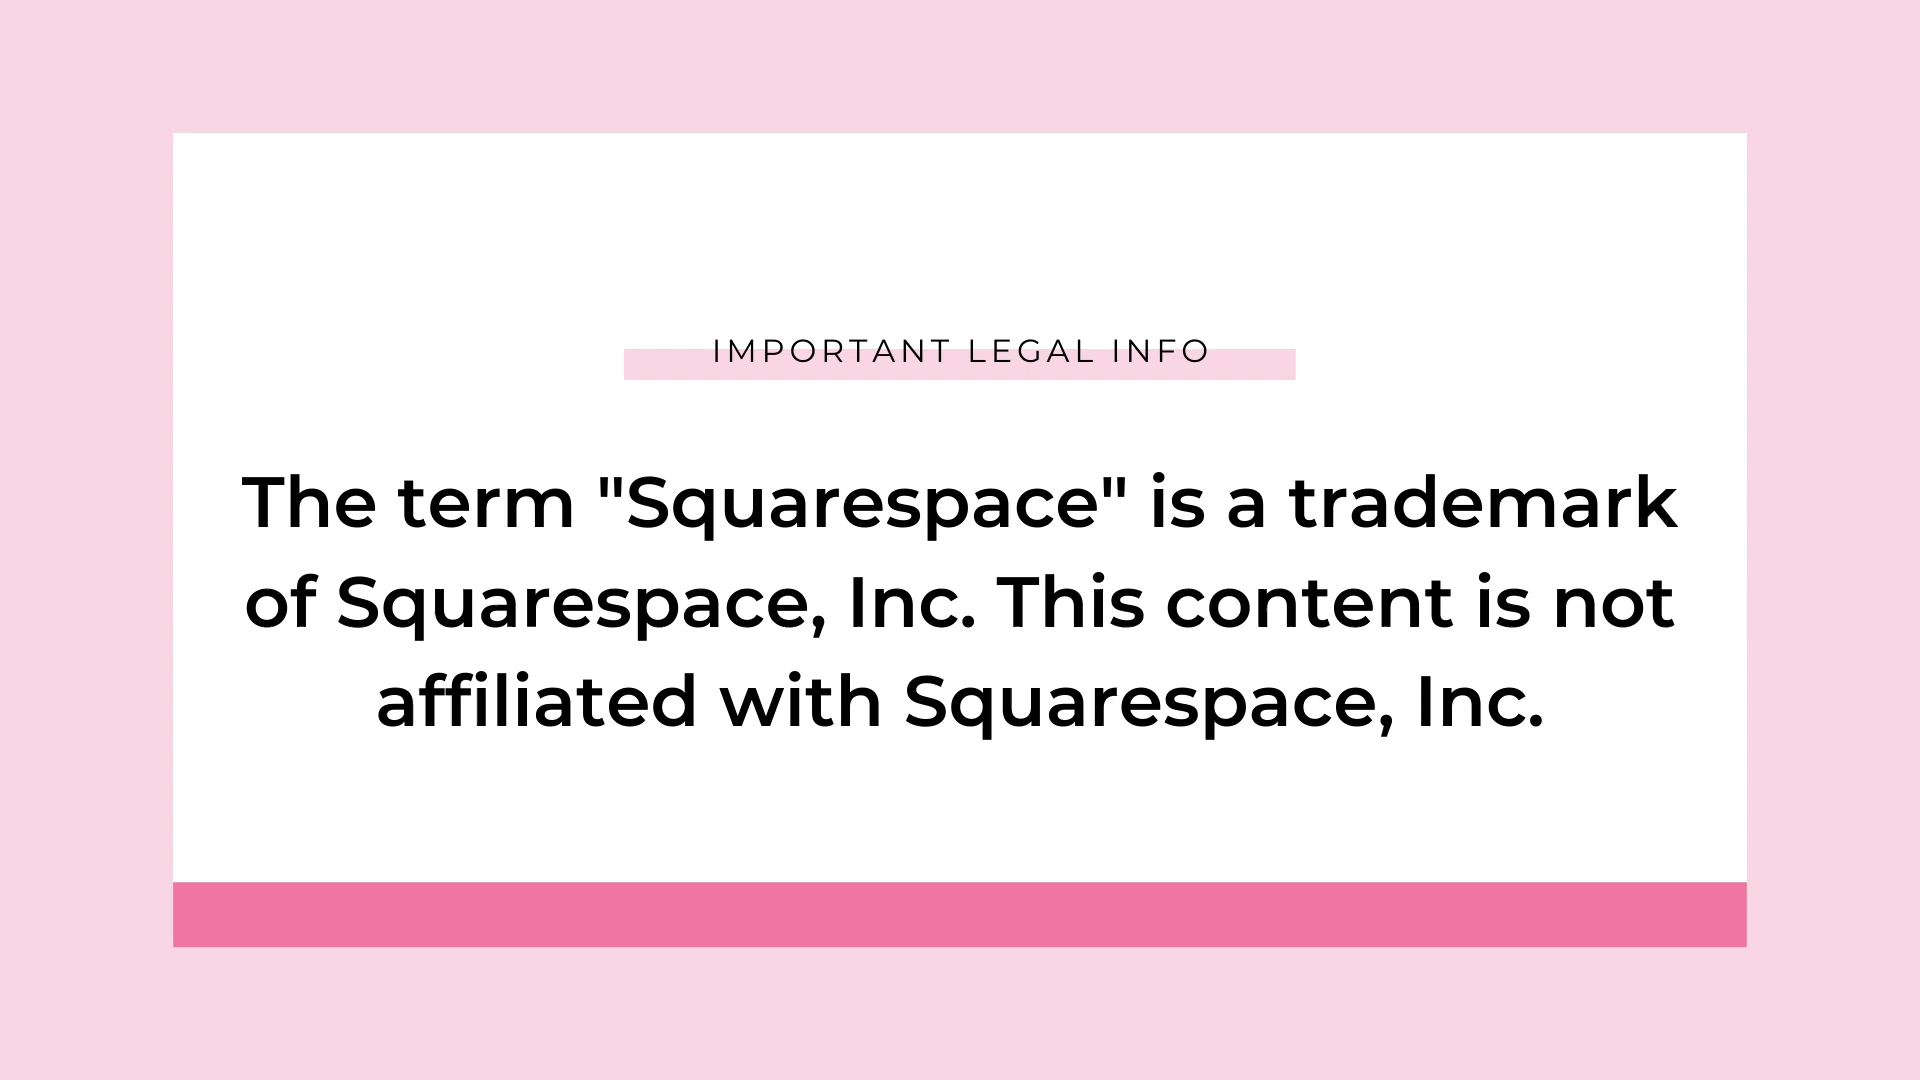 IMPORTANT LEGAL INFO
The term "Squarespace" is a trademark
of Squarespace, Inc. This content is not
affiliated with Squarespace, Inc.